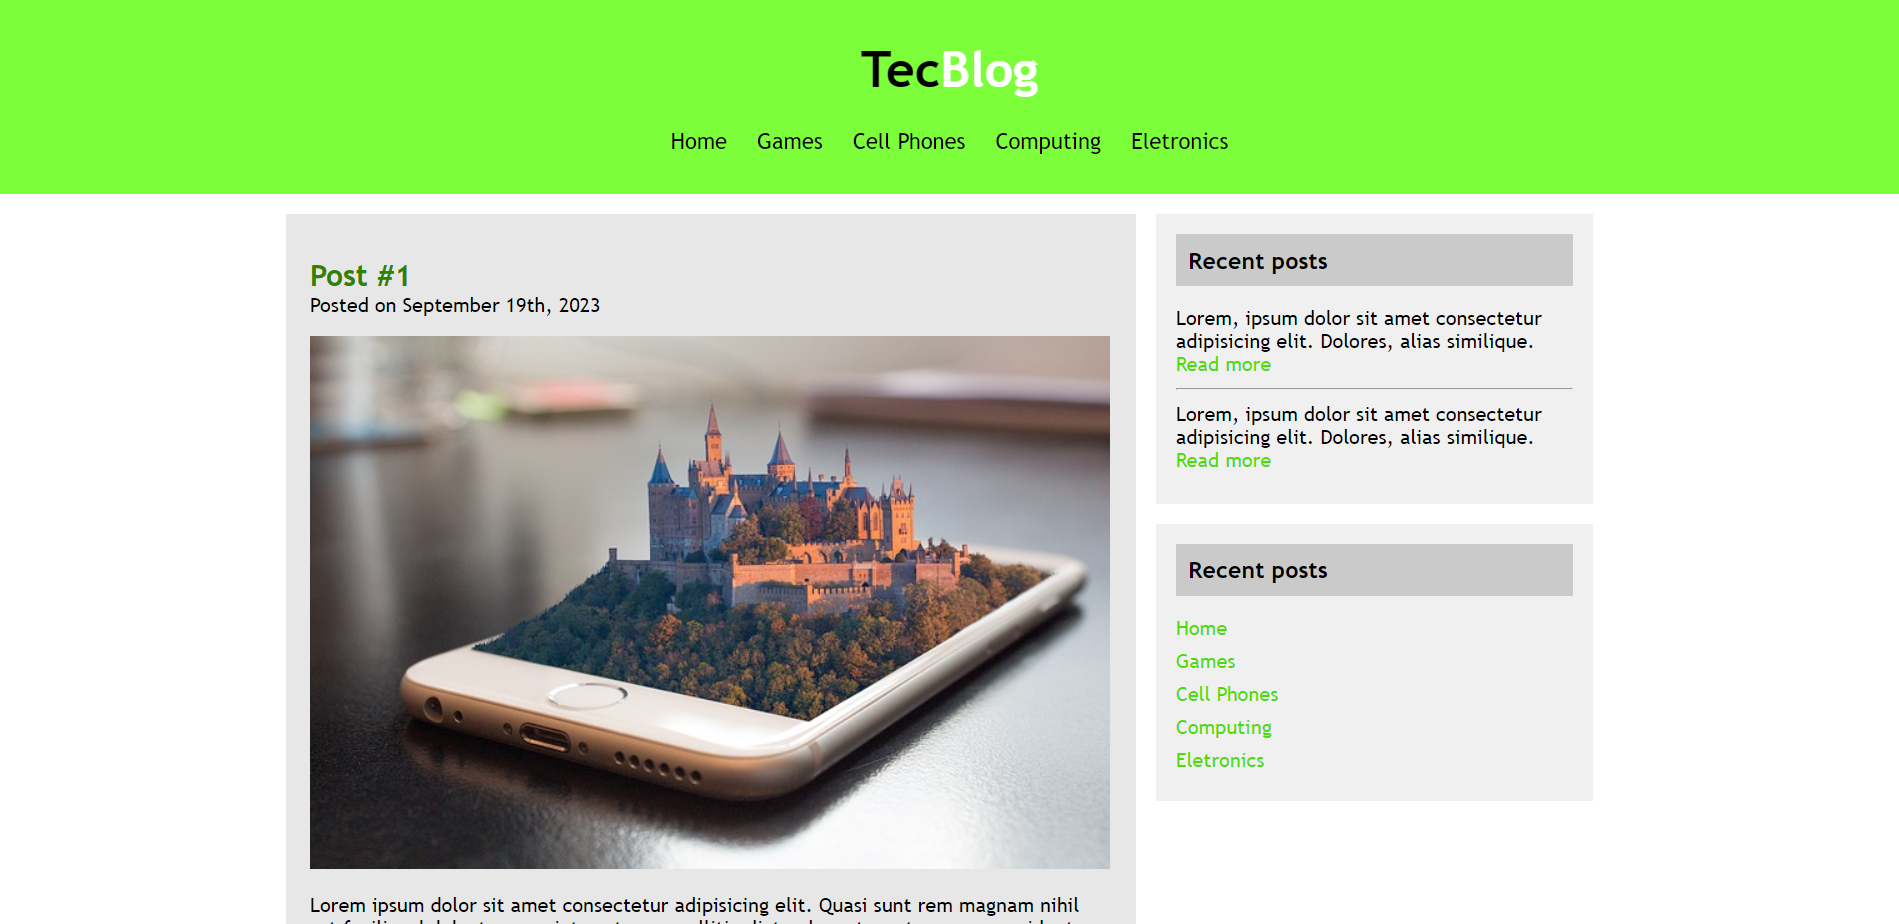 TecBlog
Home Games Cell Phones Computing Eletronics
Post #1
Posted on September 19th, 2023
Lorem ipsum dolor sit amet consectetur adipisicing elit. Quasi sunt rem magnam nihil
Recent posts
Lorem, ipsum dolor sit amet consectetur
adipisicing elit. Dolores, alias similique.
Read more
Lorem, ipsum dolor sit amet consectetur
adipisicing elit. Dolores, alias similique.
Read more
Recent posts
Home
Games
Cell Phones
Computing
Eletronics